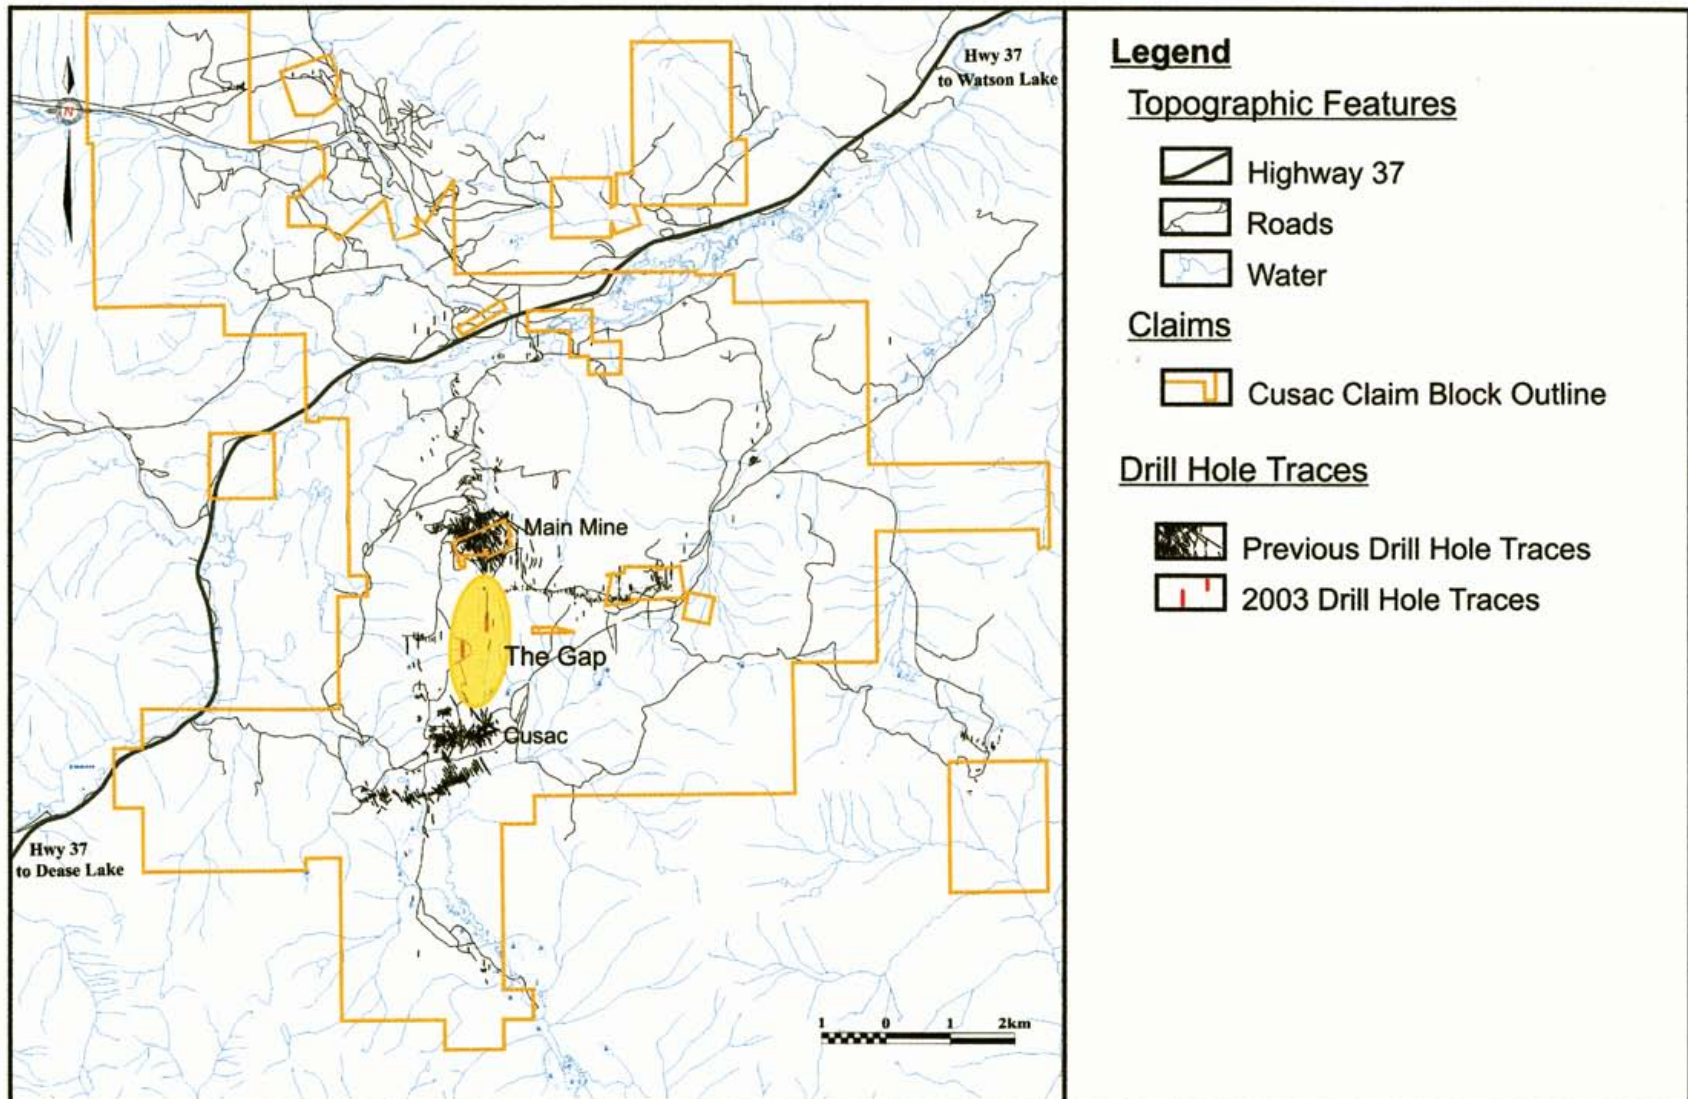 Hwy 37
to Watson Lake
N
Main Mine
The Gap
Cusac
Hwy 37
to Dease Lake
1 0 1 2km
Legend
Topographic Features
Highway 37
Roads
Water
Claims
Cusac Claim Block Outline
Drill Hole Traces
Previous Drill Hole Traces
2003 Drill Hole Traces